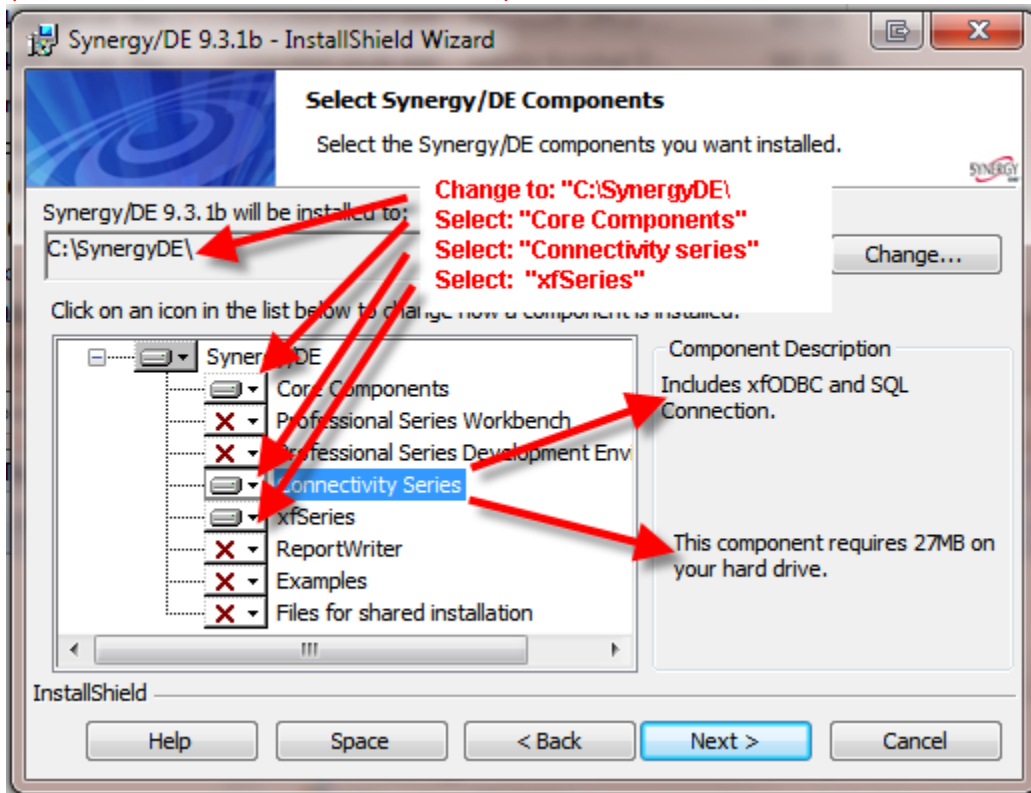 Synergy/DE 9.3.1b - InstallShield Wizard
Select Synergy/DE Components
Select the Synergy/DE components you want installed.
SYNERGY
Change to: "C:\SynergyDE\
Select: "Core Components"
Select: "Connectivity series"
Select: "xfSeries"
Synergy/DE 9.3.1b will be installed to:
C:\SynergyDE\
Change...
Click on an icon in the list below to change how a component is installed.
Synergy/DE
Core Components
Professional Series Workbench
Professional Series Development Envi
Connectivity Series
xfSeries
ReportWriter
Examples
Files for shared installation
Component Description
Includes xfODBC and SQL
Connection.
This component requires 27MB on
your hard drive.
InstallShield
Help
Space
< Back
Next >
Cancel